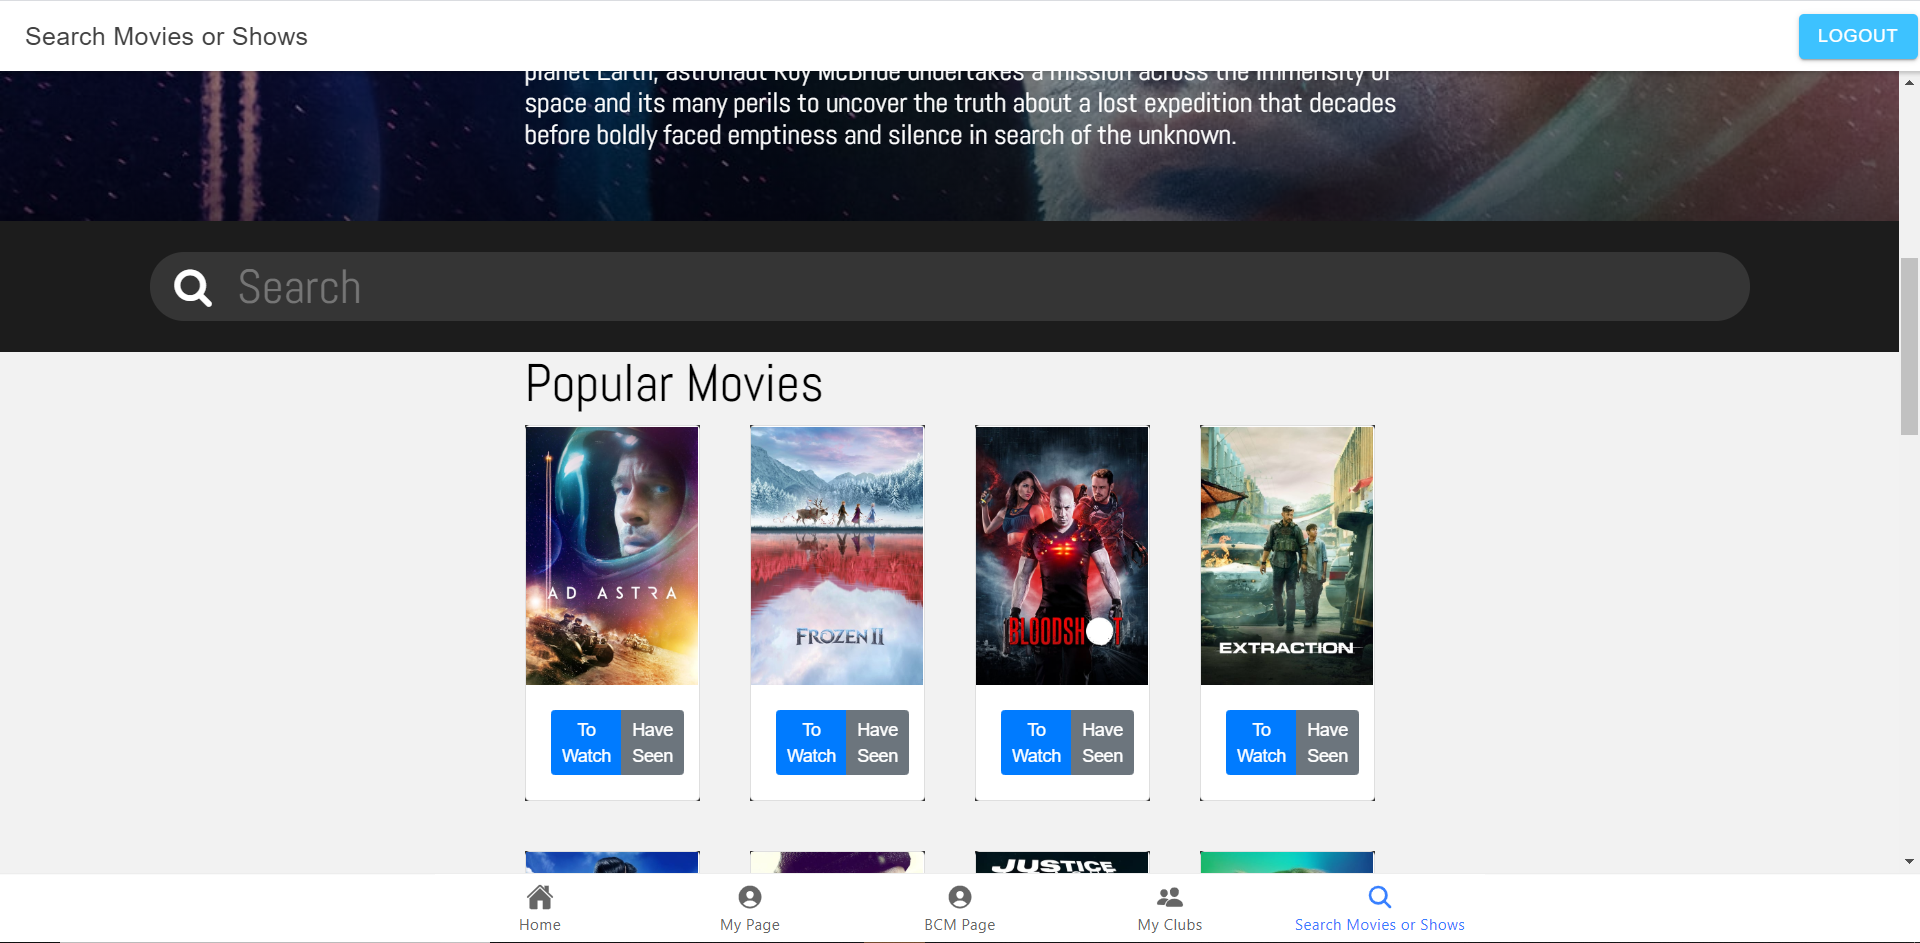 Search Movies or Shows
LOGOUT
planet Earth, astronaut Roy McBride undertakes a mission across the immensity of
space and its many perils to uncover the truth about a lost expedition that decades
before boldly faced emptiness and silence in search of the unknown.
Search
Popular Movies
AD ASTRA
FROZEN II
BLOODSHOT
EXTRACTION
To Watch
Have Seen
To Watch
Have Seen
To Watch
Have Seen
To Watch
Have Seen
JUSTICE
Home
My Page
BCM Page
My Clubs
Search Movies or Shows